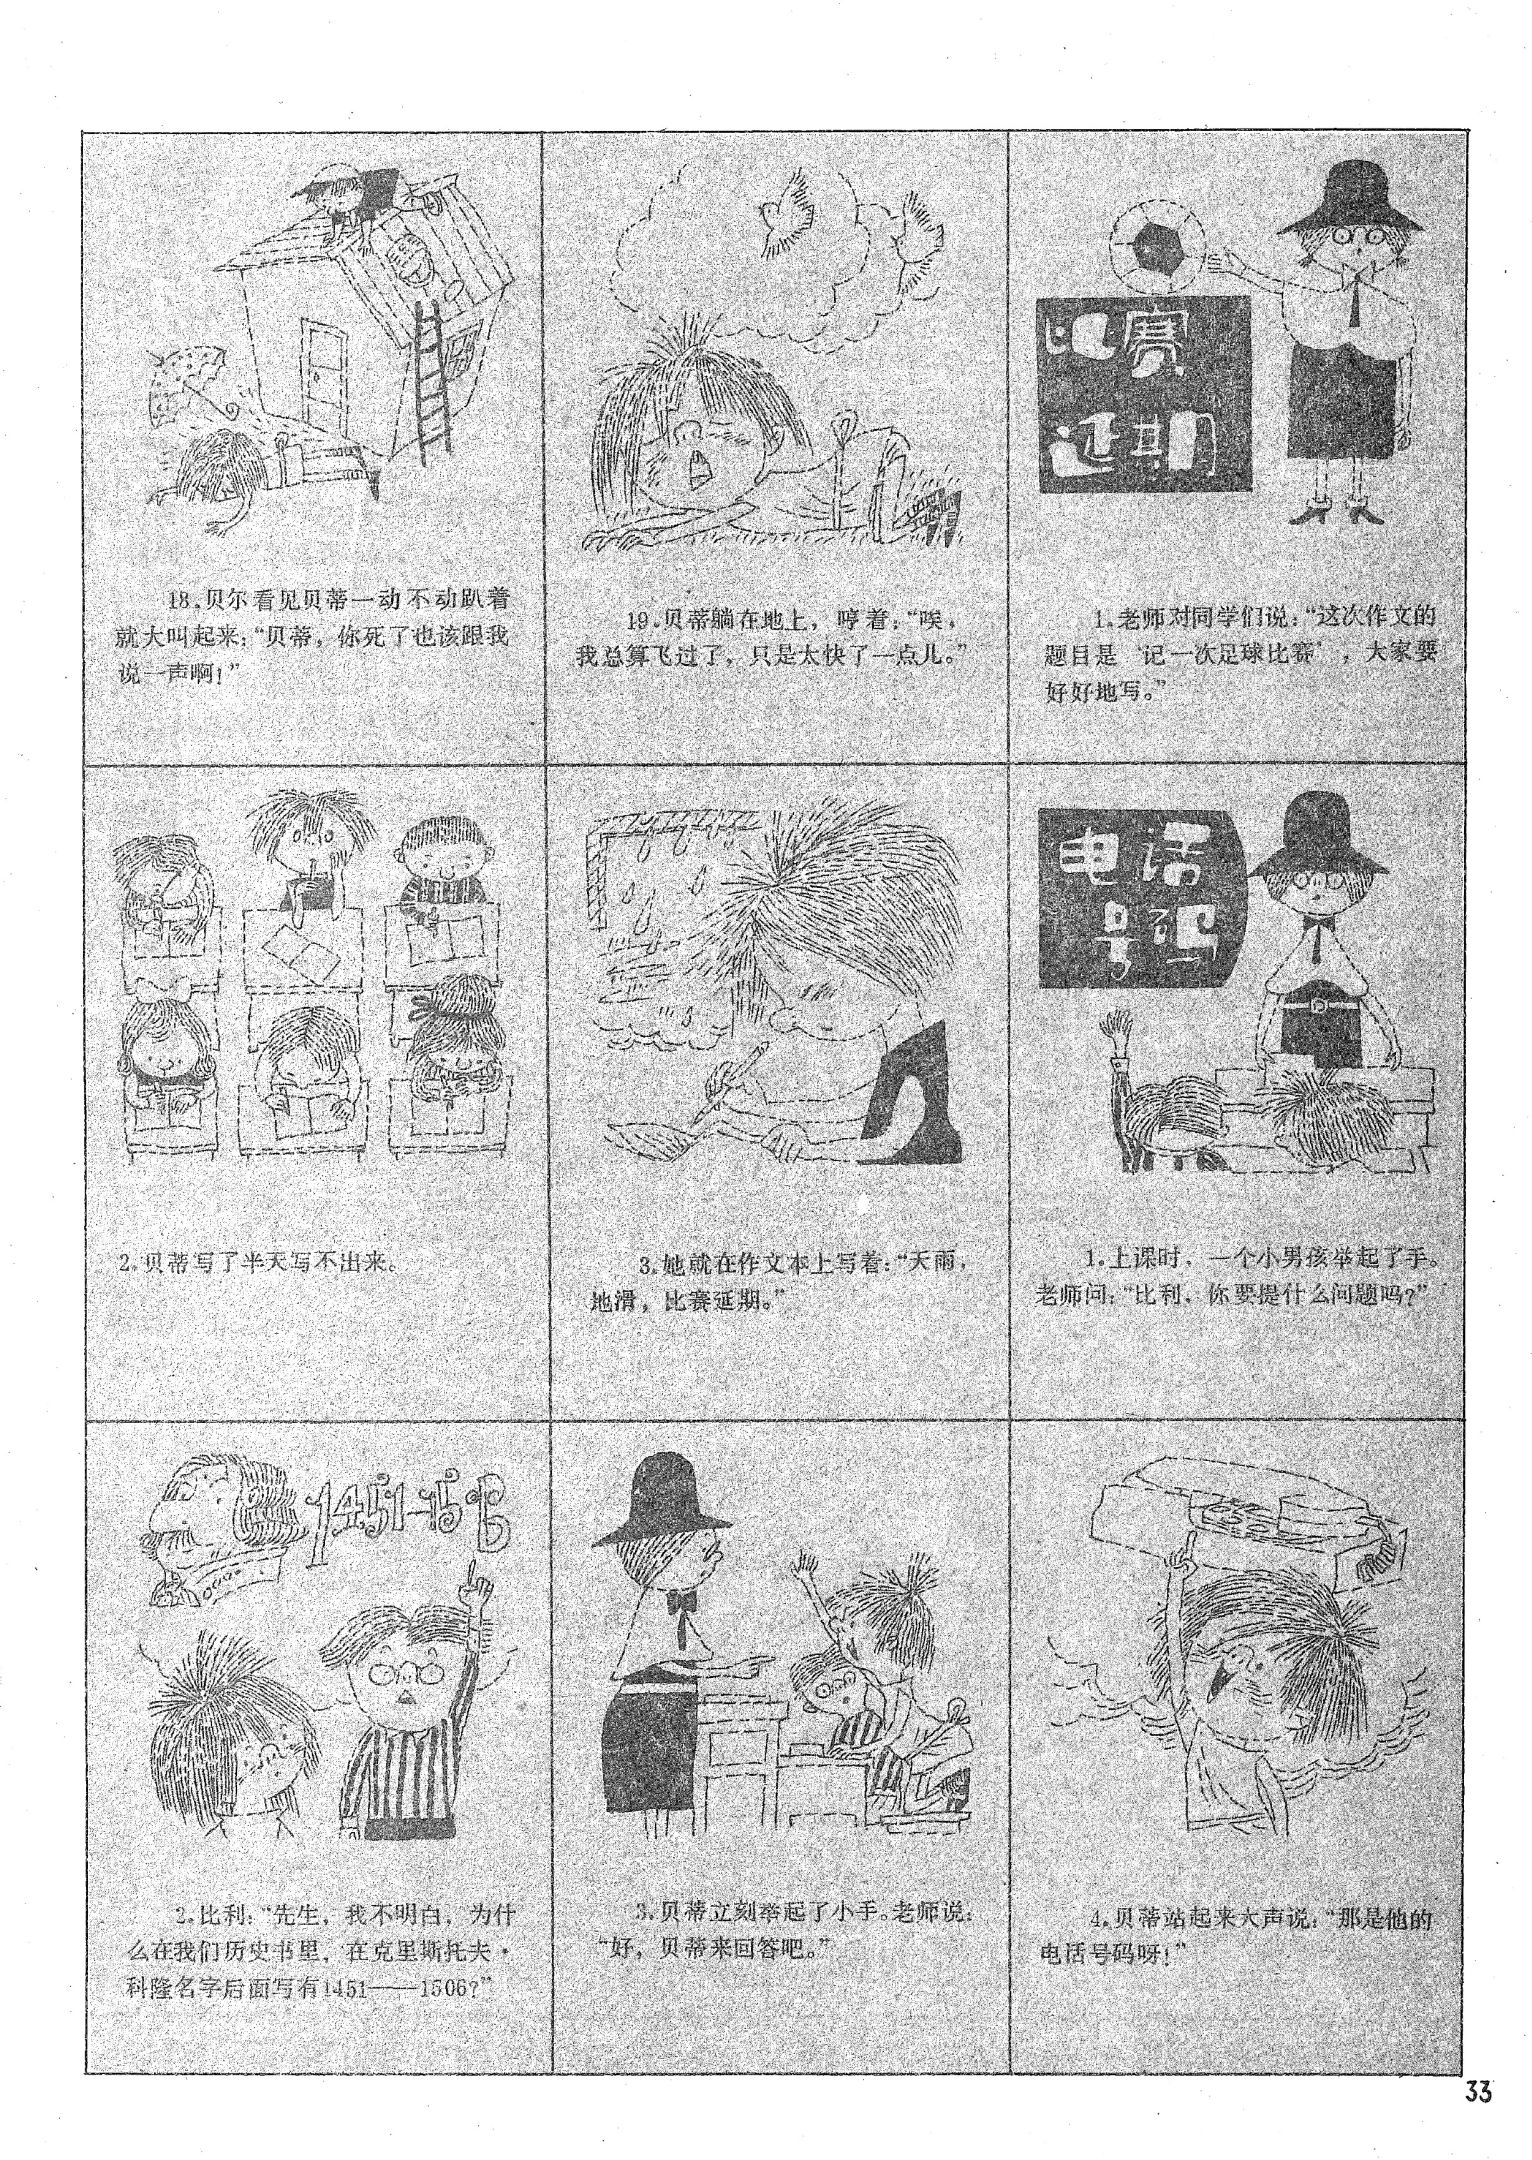 18.贝尔看见贝蒂一动不动趴着
就大叫起来:“贝蒂，你死了也该跟我
说一声啊!”
19.贝蒂躺在地上，哼着:“唉，
我总算飞过了，只是太快了一点儿。”
比赛
延期
1.老师对同学们说:“这次作文的
题目是‘记一次足球比赛’，大家要
好好地写。”
2.贝蒂写了半天写不出来。
3.她就在作文本上写着:“天雨，
地滑，比赛延期。”
电话
号码
1.上课时，一个小男孩举起了手。
老师问:“比利，你要提什么问题吗?”
1451-15
2.比利:“先生，我不明白，为什
么在我们历史书里，在克里斯托夫·
科隆名字后面写有1451——1506?”
3.贝蒂立刻举起了小手。老师说:
“好，贝蒂来回答吧。”
4.贝蒂站起来大声说:“那是他的
电话号码呀!”
33